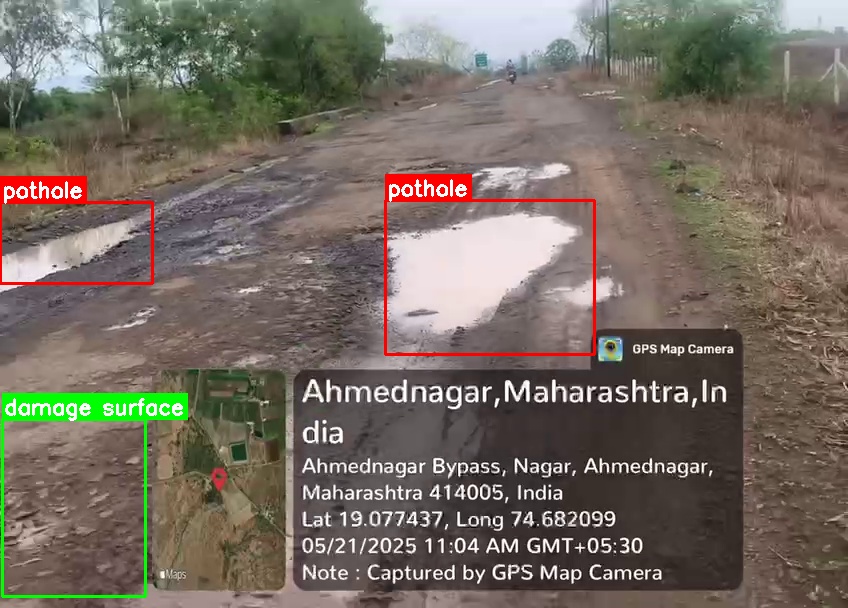 pothole
pothole
damage surface
GPS Map Camera
Ahmednagar,Maharashtra,In
dia
Ahmednagar Bypass, Nagar, Ahmednagar,
Maharashtra 414005, India
Lat 19.077437, Long 74.682099
05/21/2025 11:04 AM GMT+05:30
Note : Captured by GPS Map Camera
Maps